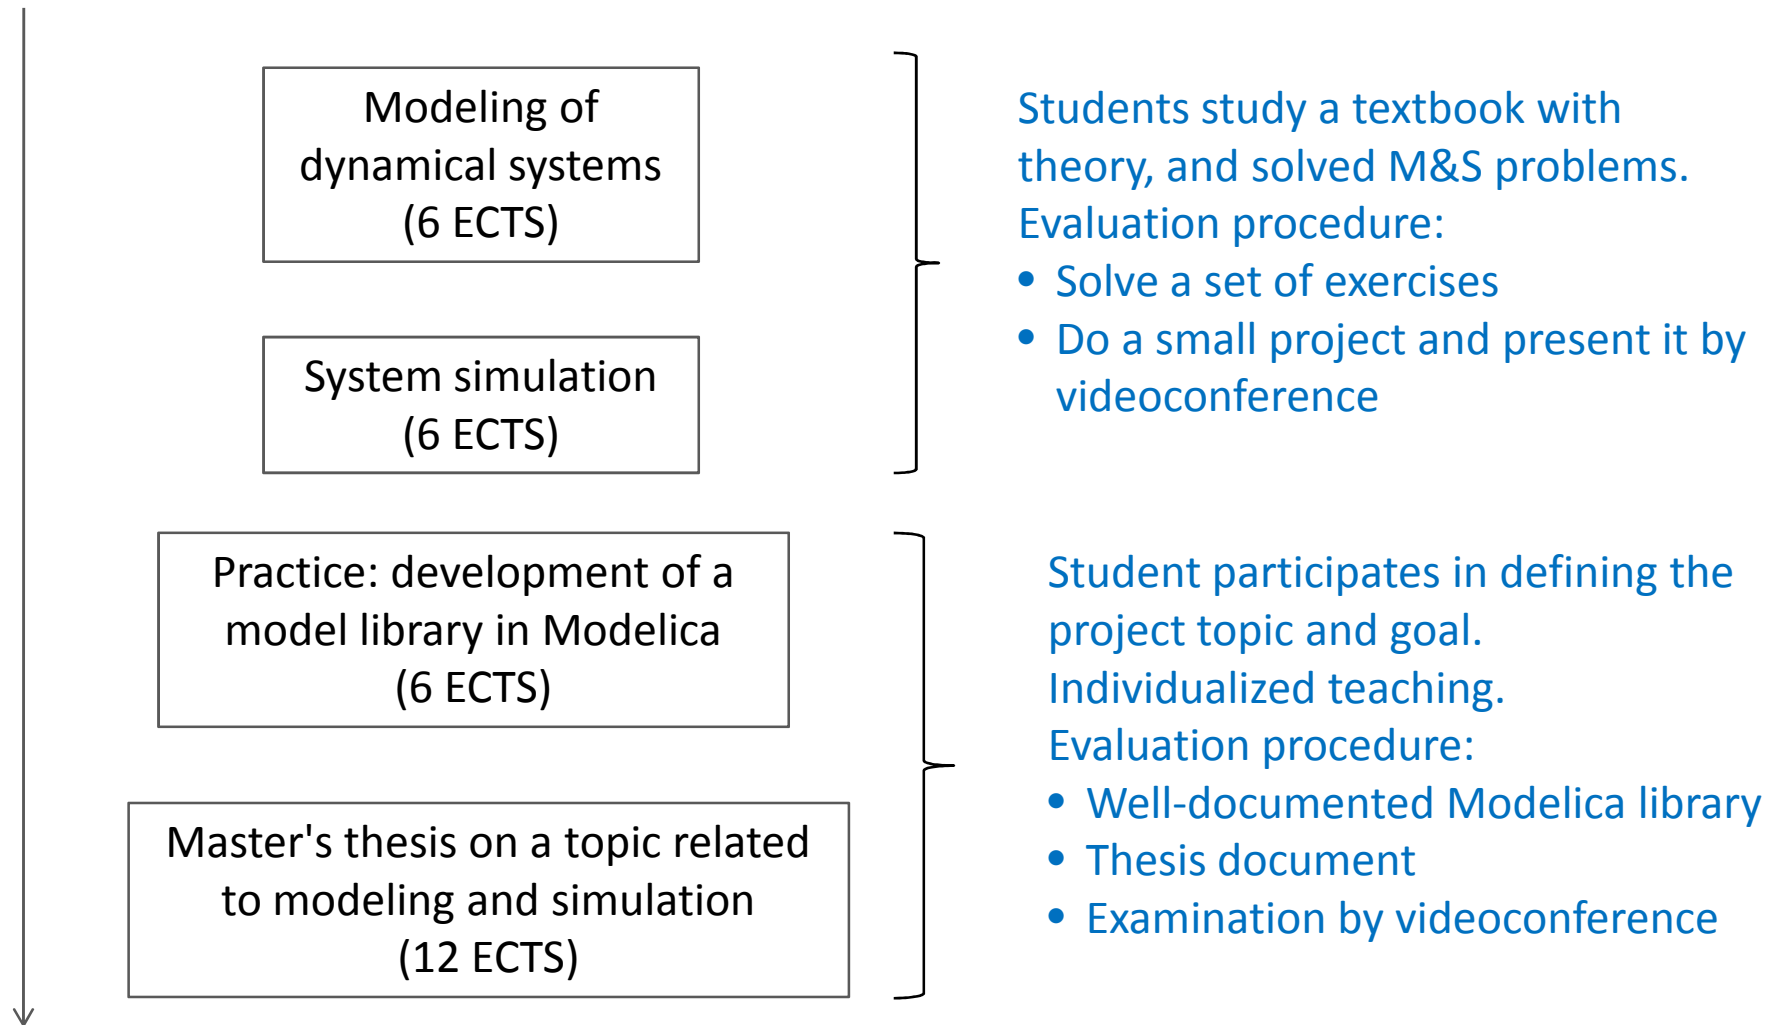 Modeling of
dynamical systems
(6 ECTS)
System simulation
(6 ECTS)
Students study a textbook with
theory, and solved M&S problems.
Evaluation procedure:
• Solve a set of exercises
• Do a small project and present it by
videoconference
Practice: development of a
model library in Modelica
(6 ECTS)
Master's thesis on a topic related
to modeling and simulation
(12 ECTS)
Student participates in defining the
project topic and goal.
Individualized teaching.
Evaluation procedure:
• Well-documented Modelica library
• Thesis document
• Examination by videoconference